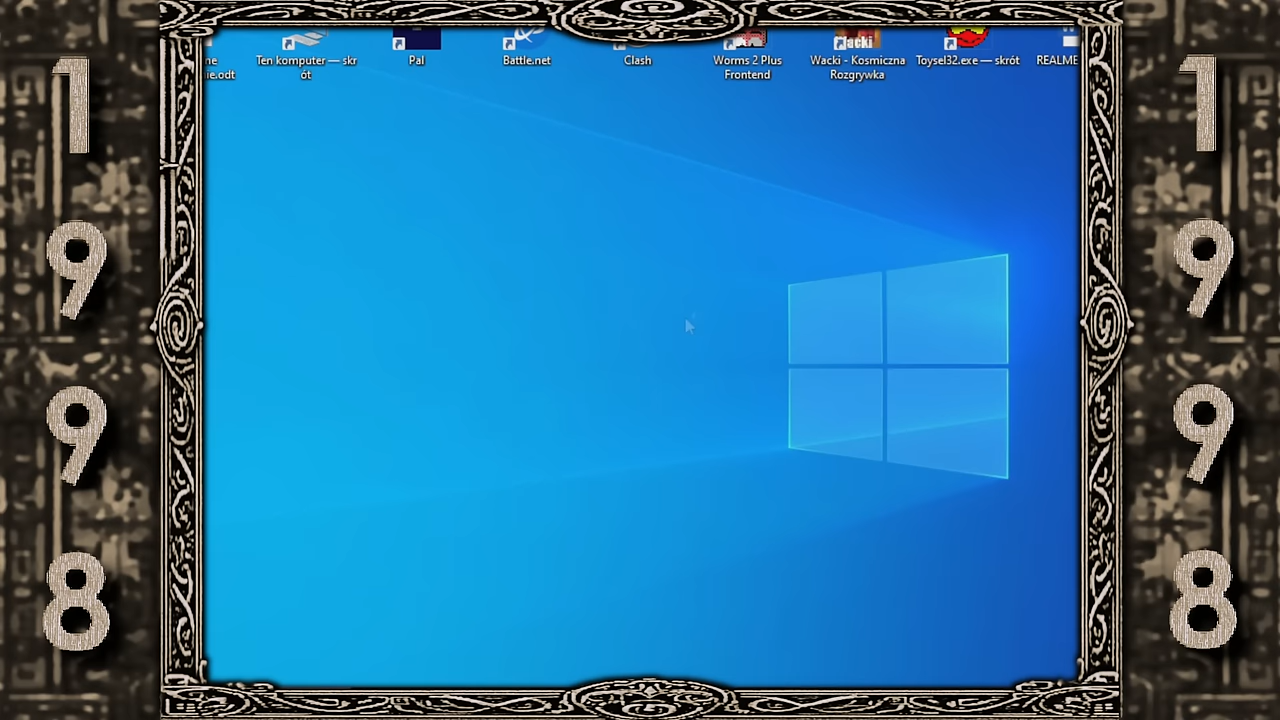 1
9
9
8
ne
ie.odt
Ten komputer — skr
ót
Pal
Battle.net
Clash
Worms 2 Plus
Frontend
Wacki - Kosmiczna
Rozgrywka
Toysel32.exe — skrót
REALME
1
9
9
8